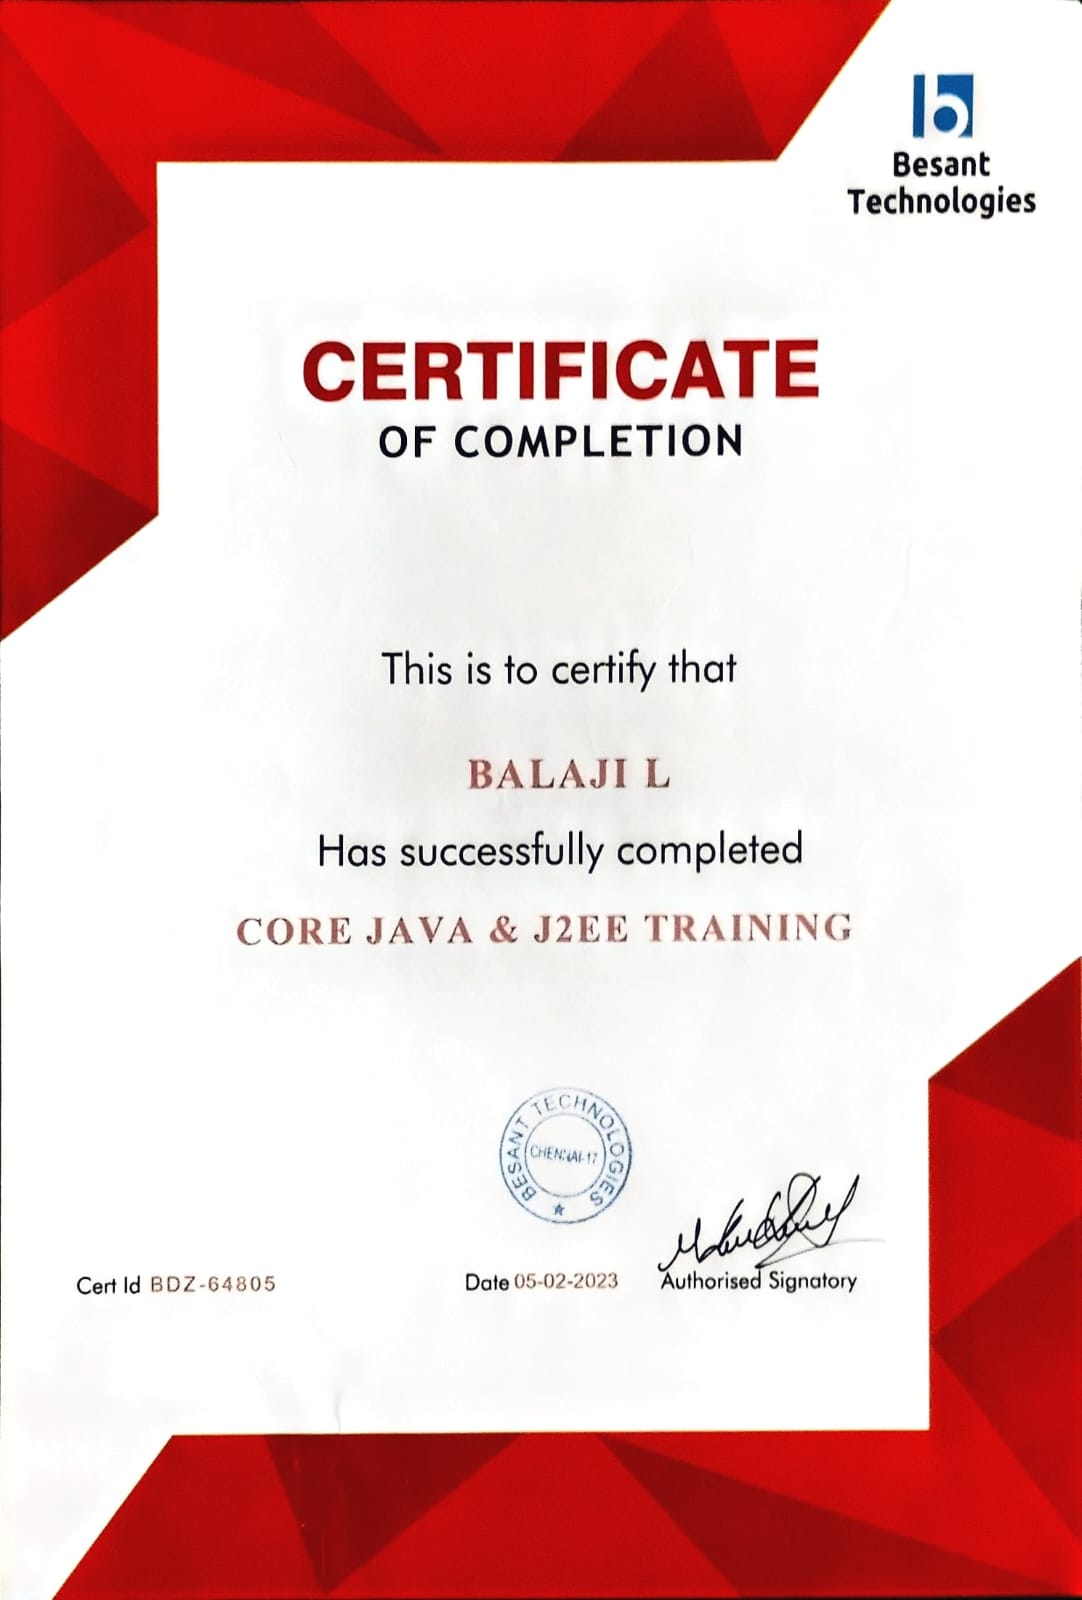 Besant
Technologies
CERTIFICATE
OF COMPLETION
This is to certify that
BALAJI L
Has successfully completed
CORE JAVA & J2EE TRAINING
BESANT TECHNOLOGIES
CHENNAI-17
Cert Id BDZ-64805
Date 05-02-2023
Authorised Signatory